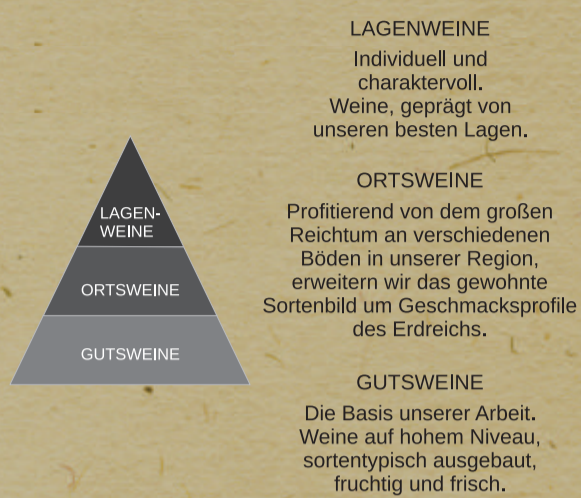 LAGENWEINE
Individuell und
charaktervoll.
Weine, geprägt von
unseren besten Lagen.
ORTSWEINE
Profitierend von dem großen
Reichtum an verschiedenen
Böden in unserer Region,
erweitern wir das gewohnte
Sortenbild um Geschmacksprofile
des Erdreichs.
GUTSWEINE
Die Basis unserer Arbeit.
Weine auf hohem Niveau,
sortentypisch ausgebaut,
fruchtig und frisch.
LAGEN-
WEINE
ORTSWEINE
GUTSWEINE